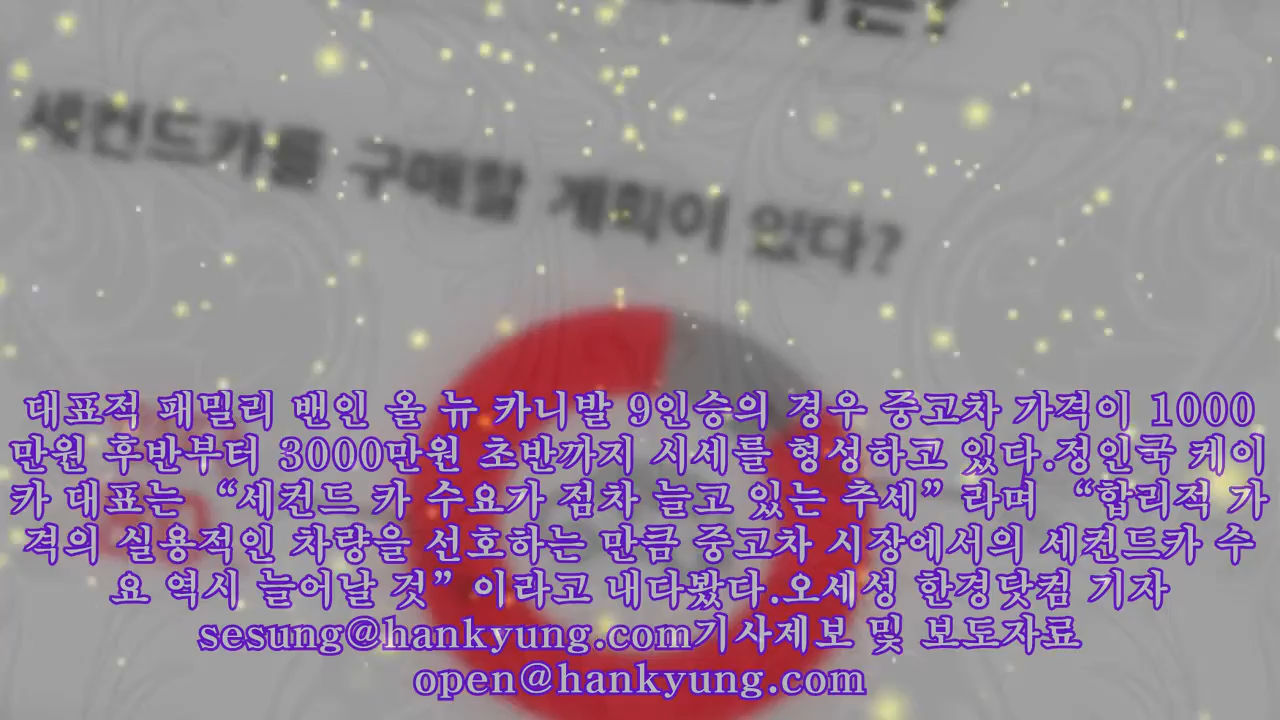 세컨드카를 구매할 계획이 있다?
대표적 패밀리 밴인 올 뉴 카니발 9인승의 경우 중고차 가격이 1000
만원 후반부터 3000만원 초반까지 시세를 형성하고 있다.정인국 케이
카 대표는 “세컨드 카 수요가 점차 늘고 있는 추세”라며 “합리적 가
격의 실용적인 차량을 선호하는 만큼 중고차 시장에서의 세컨드카 수
요 역시 늘어날 것”이라고 내다봤다.오세성 한경닷컴 기자
sesung@hankyung.com기사제보 및 보도자료
open@hankyung.com